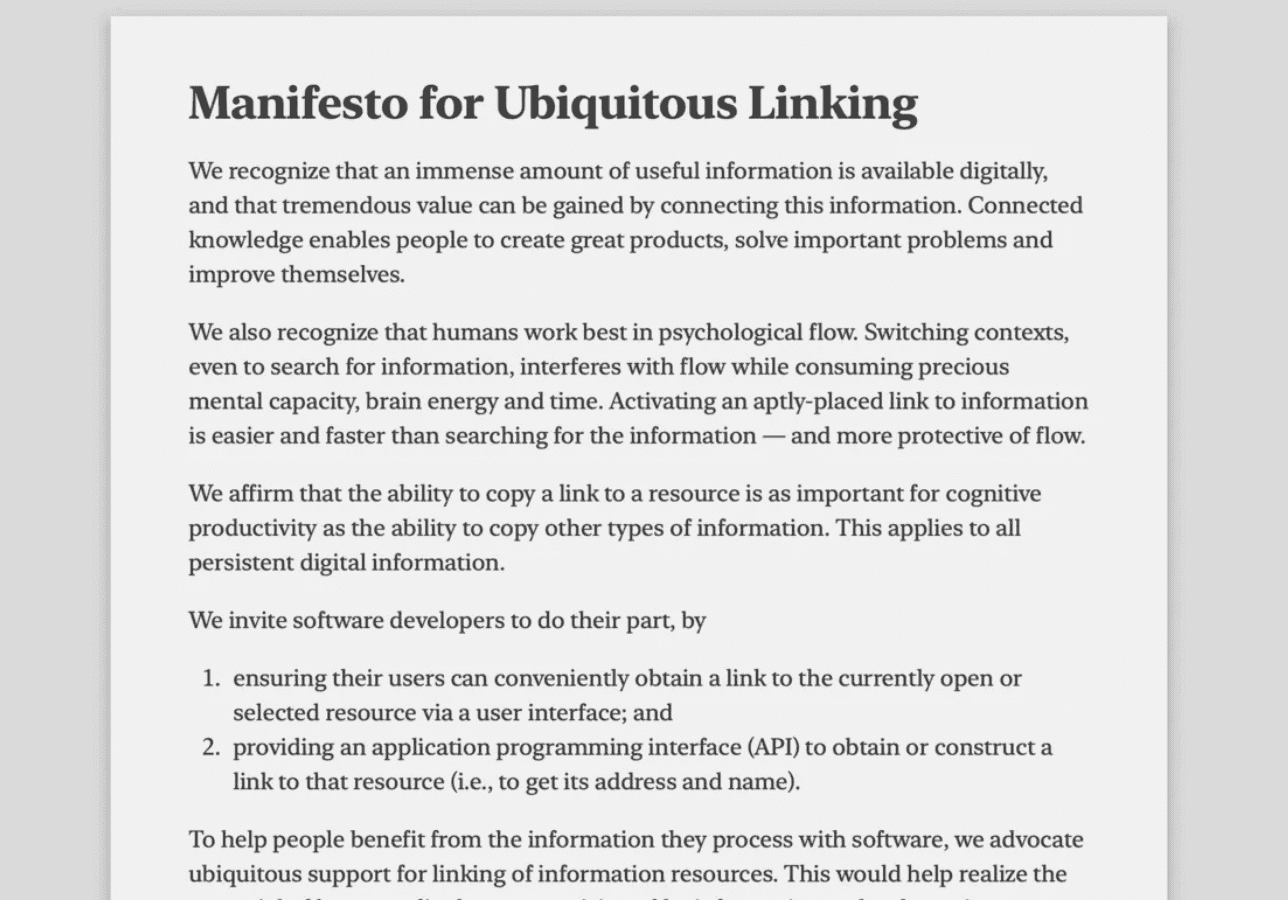 Manifesto for Ubiquitous Linking
We recognize that an immense amount of useful information is available digitally,
and that tremendous value can be gained by connecting this information. Connected
knowledge enables people to create great products, solve important problems and
improve themselves.
We also recognize that humans work best in psychological flow. Switching contexts,
even to search for information, interferes with flow while consuming precious
mental capacity, brain energy and time. Activating an aptly-placed link to information
is easier and faster than searching for the information — and more protective of flow.
We affirm that the ability to copy a link to a resource is as important for cognitive
productivity as the ability to copy other types of information. This applies to all
persistent digital information.
We invite software developers to do their part, by
1. ensuring their users can conveniently obtain a link to the currently open or
selected resource via a user interface; and
2. providing an application programming interface (API) to obtain or construct a
link to that resource (i.e., to get its address and name).
To help people benefit from the information they process with software, we advocate
ubiquitous support for linking of information resources. This would help realize the